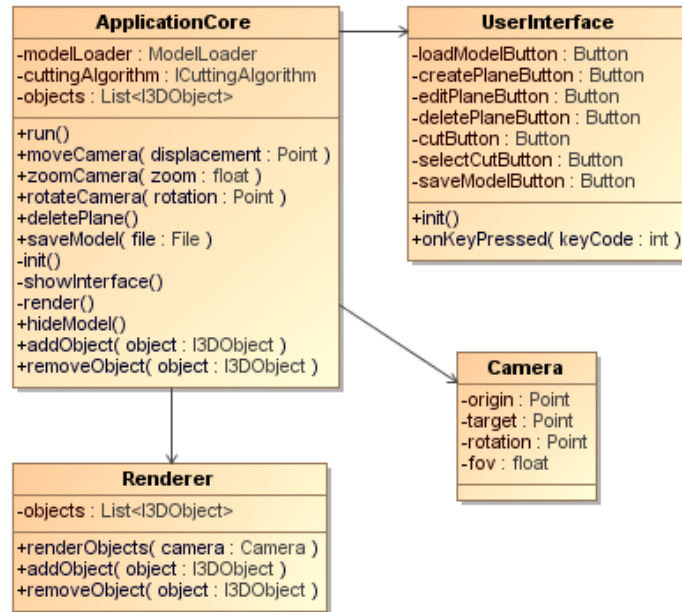 ApplicationCore
-modelLoader : ModelLoader
-cuttingAlgorithm : ICuttingAlgorithm
-objects : List<I3DObject>
+run()
+moveCamera( displacement : Point )
+zoomCamera( zoom : float )
+rotateCamera( rotation : Point )
+deletePlane()
+saveModel( file : File )
-init()
-showInterface()
-render()
+hideModel()
+addObject( object : I3DObject )
+removeObject( object : I3DObject )
UserInterface
-loadModelButton : Button
-createPlaneButton : Button
-editPlaneButton : Button
-deletePlaneButton : Button
-cutButton : Button
-selectCutButton : Button
-saveModelButton : Button
+init()
+onKeyPressed( keyCode : int )
Camera
-origin : Point
-target : Point
-rotation : Point
-fov : float
Renderer
-objects : List<I3DObject>
+renderObjects( camera : Camera )
+addObject( object : I3DObject )
+removeObject( object : I3DObject )